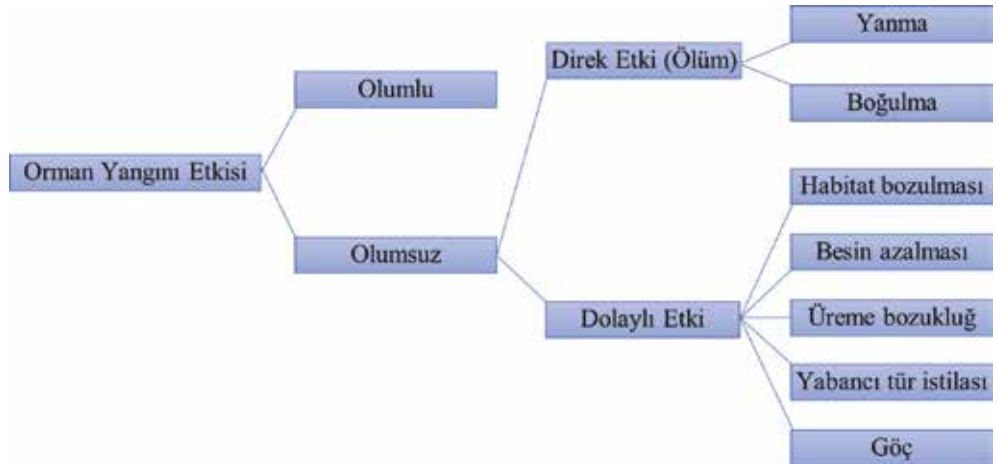 Orman Yangını Etkisi
Olumlu
Olumsuz
Direk Etki (Ölüm)
Yanma
Boğulma
Dolaylı Etki
Habitat bozulması
Besin azalması
Üreme bozukluğ
Yabancı tür istilası
Göç